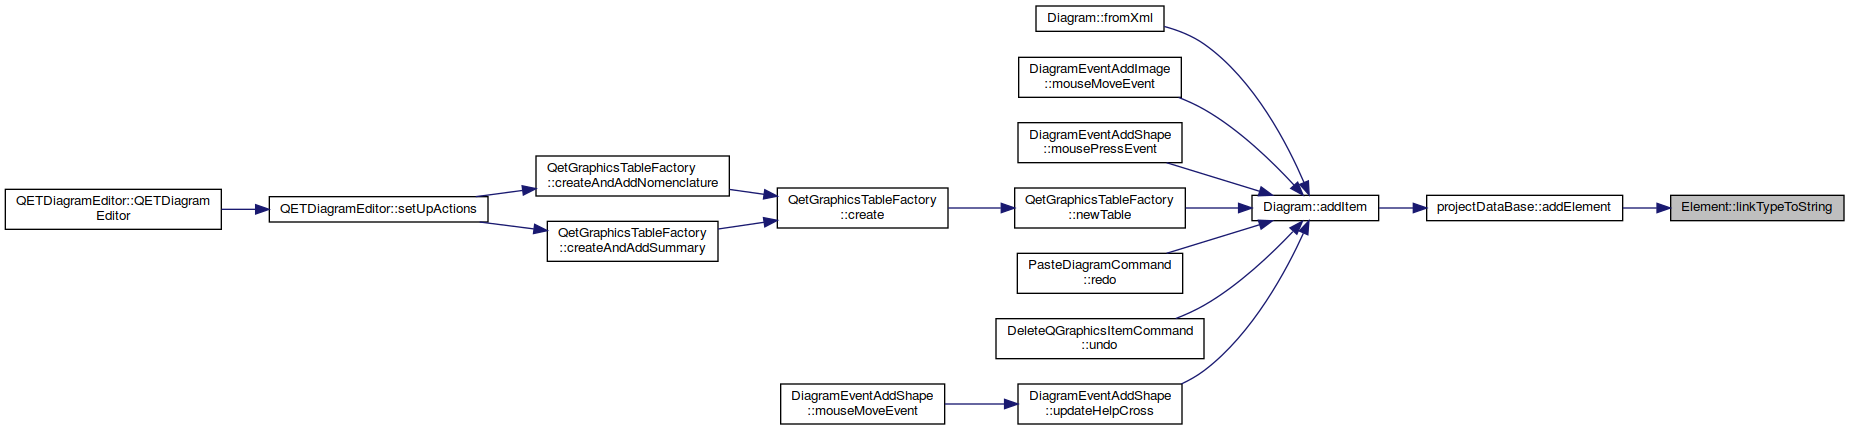 Diagram::fromXml
DiagramEventAddImage
::mouseMoveEvent
DiagramEventAddShape
::mousePressEvent
QetGraphicsTableFactory
::createAndAddNomenclature
QETDiagramEditor::QETDiagram
Editor
QETDiagramEditor::setUpActions
QetGraphicsTableFactory
::create
QetGraphicsTableFactory
::newTable
Diagram::addItem
projectDataBase::addElement
Element::linkTypeToString
QetGraphicsTableFactory
::createAndAddSummary
PasteDiagramCommand
::redo
DeleteQGraphicsItemCommand
::undo
DiagramEventAddShape
::mouseMoveEvent
DiagramEventAddShape
::updateHelpCross